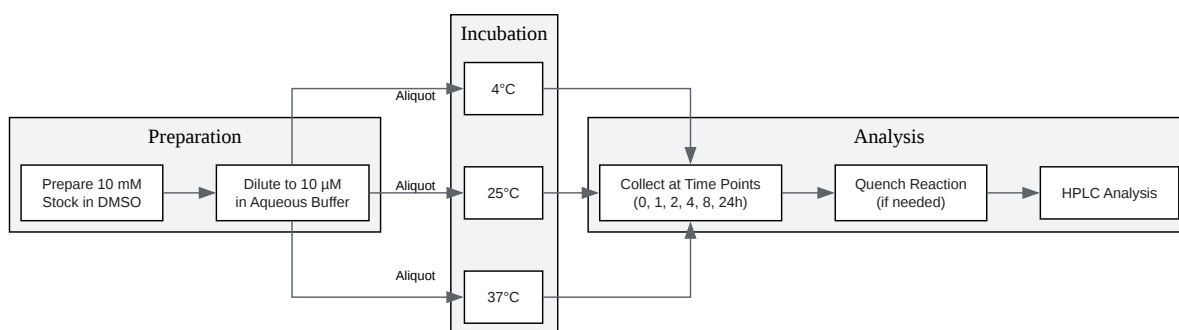 Preparation
Prepare 10 mM
Stock in DMSO
Dilute to 10 µM
in Aqueous Buffer
Aliquot
Aliquot
Aliquot
Incubation
4°C
25°C
37°C
Analysis
Collect at Time Points
(0, 1, 2, 4, 8, 24h)
Quench Reaction
(if needed)
HPLC Analysis